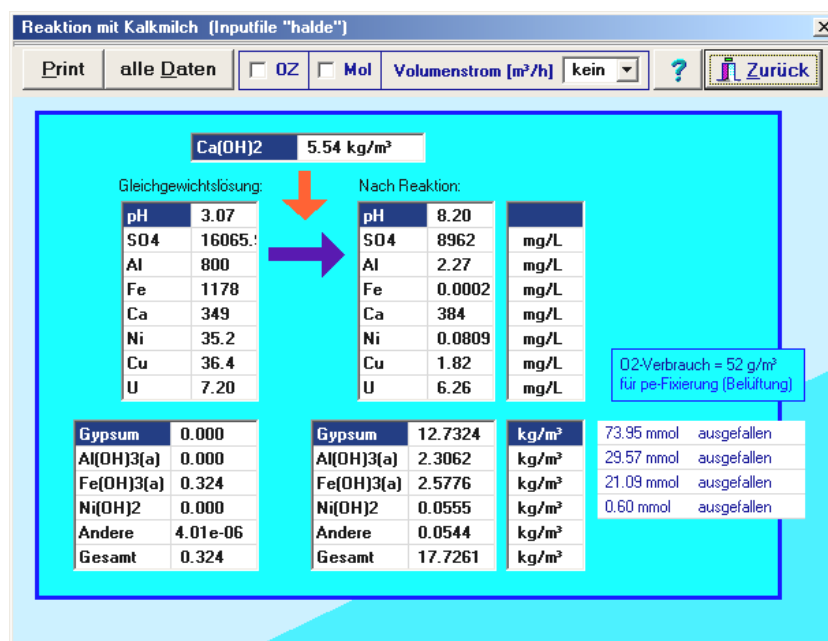 Reaktion mit Kalkmilch (Inputfile "halde")
Print alle Daten OZ Mol Volumenstrom [m³/h] kein ? Zurück
Ca(OH)2 5.54 kg/m³
Gleichgewichtslösung: Nach Reaktion:
pH 3.07 pH 8.20
SO4 16065.9 SO4 8962 mg/L
Al 800 Al 2.27 mg/L
Fe 1178 Fe 0.0002 mg/L
Ca 349 Ca 384 mg/L
Ni 35.2 Ni 0.0809 mg/L
Cu 36.4 Cu 1.82 mg/L
U 7.20 U 6.26 mg/L
O2-Verbrauch = 52 g/m³
für pe-Fixierung (Belüftung)
Gypsum 0.000 Gypsum 12.7324 kg/m³ 73.95 mmol ausgefallen
Al(OH)3(a) 0.000 Al(OH)3(a) 2.3062 kg/m³ 29.57 mmol ausgefallen
Fe(OH)3(a) 0.324 Fe(OH)3(a) 2.5776 kg/m³ 21.09 mmol ausgefallen
Ni(OH)2 0.000 Ni(OH)2 0.0555 kg/m³ 0.60 mmol ausgefallen
Andere 4.01e-06 Andere 0.0544 kg/m³
Gesamt 0.324 Gesamt 17.7261 kg/m³